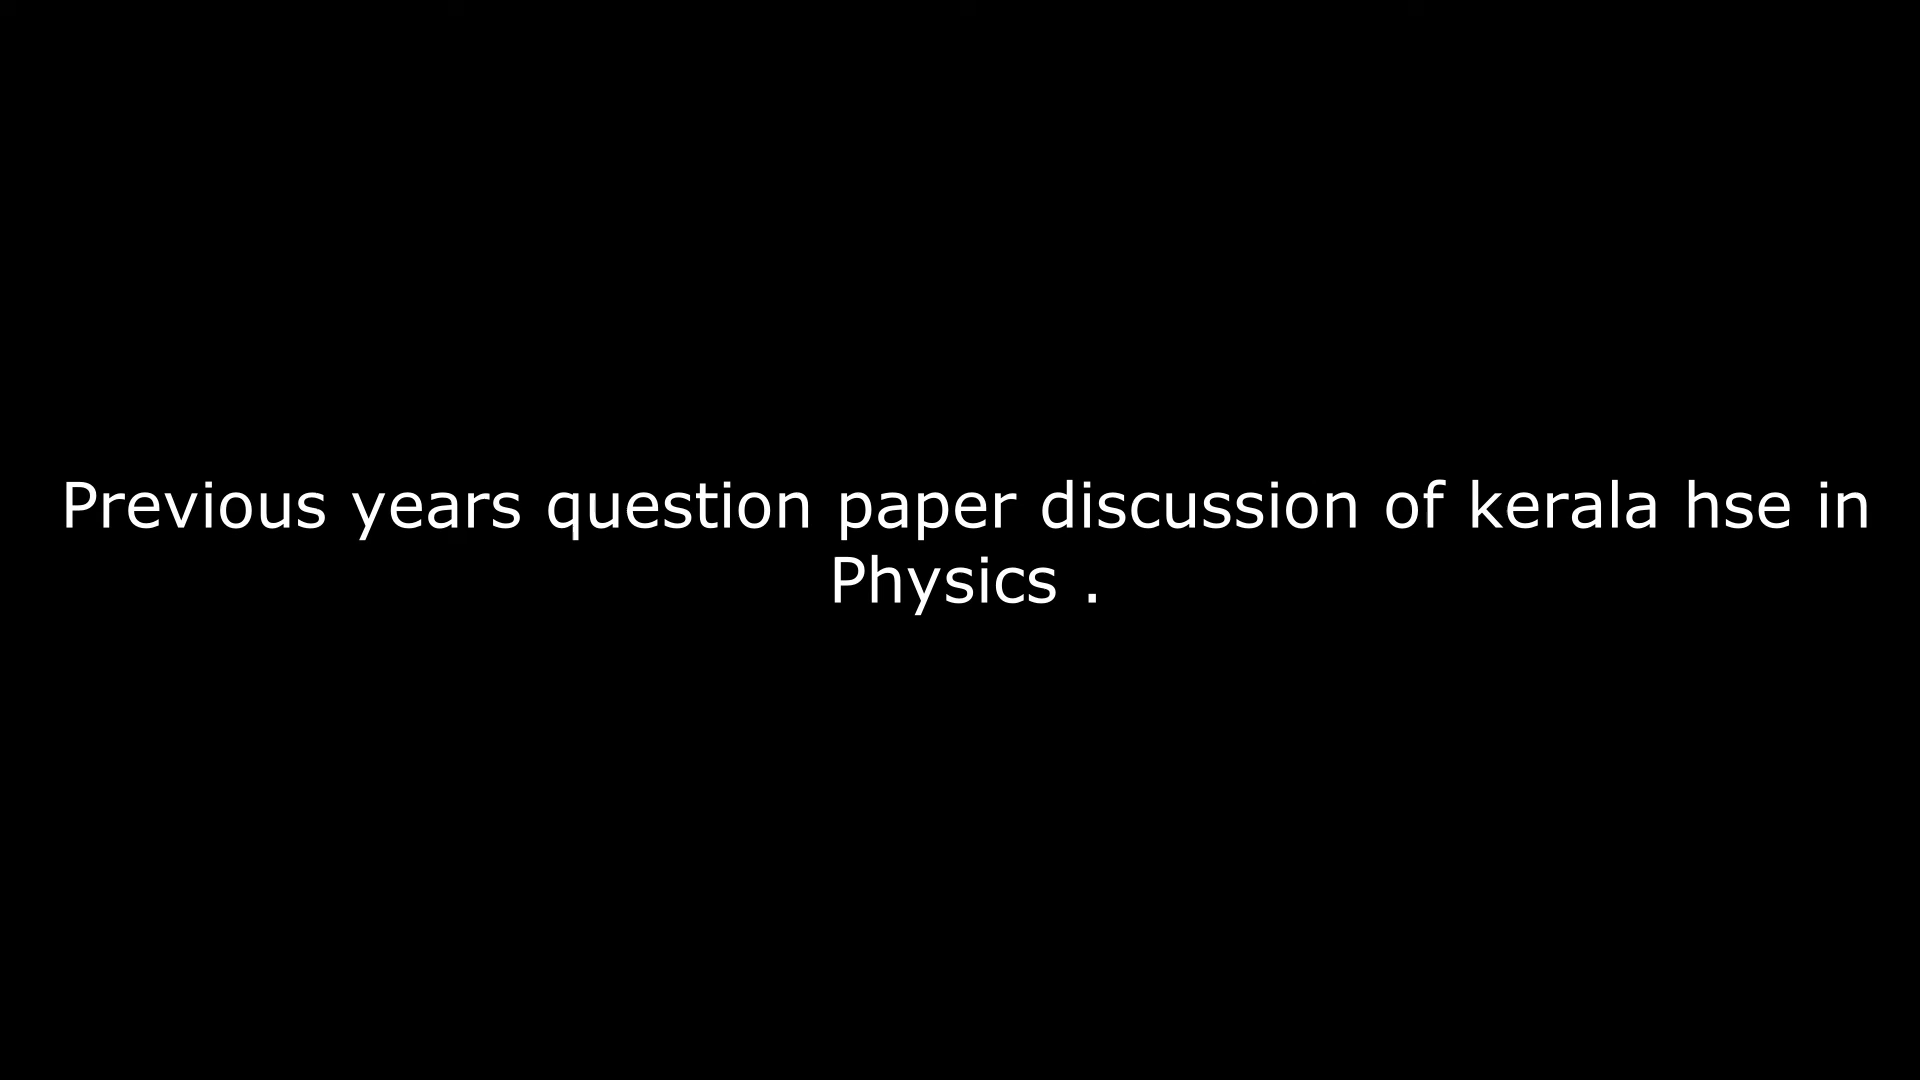 Previous years question paper discussion of kerala hse in
Physics .